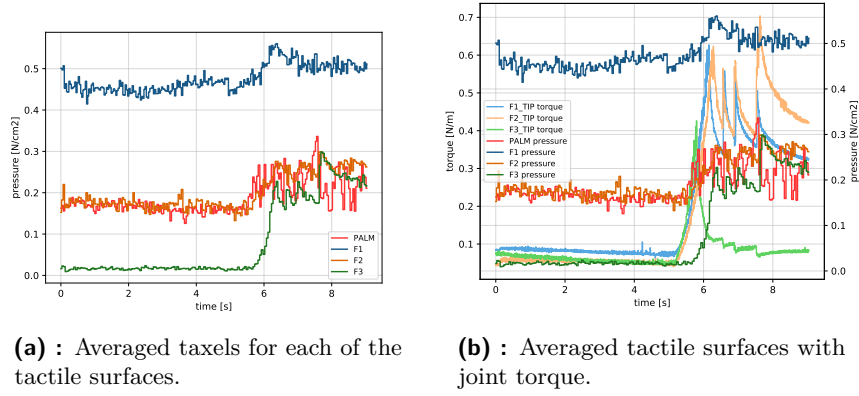 0.5
0.4
0.3
0.2
0.1
0.0
pressure [N/cm2]
0
2
4
6
8
time [s]
PALM
F1
F2
F3
0.7
0.6
0.5
0.4
0.3
0.2
0.1
torque [N/m]
0
2
4
6
8
time [s]
F1_TIP torque
F2_TIP torque
F3_TIP torque
PALM pressure
F1 pressure
F2 pressure
F3 pressure
0.5
0.4
0.3
0.2
0.1
0.0
pressure [N/cm2]
(a) : Averaged taxels for each of the
tactile surfaces.
(b) : Averaged tactile surfaces with
joint torque.